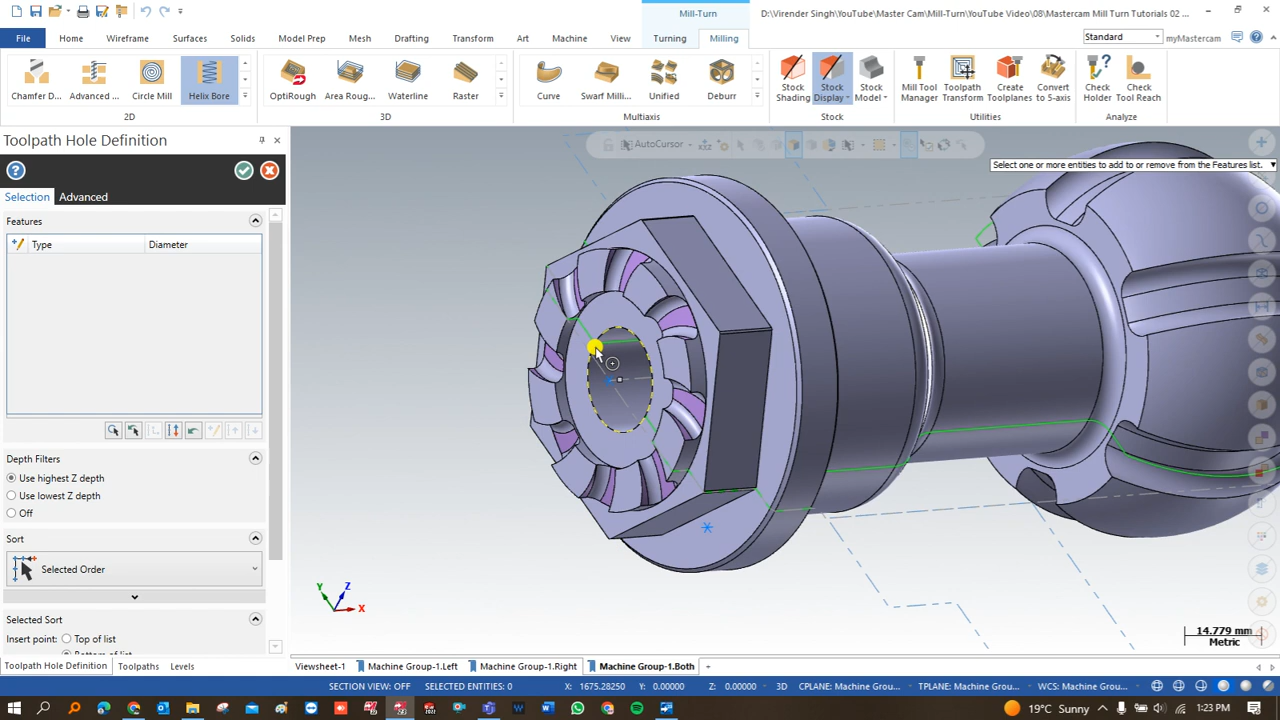 Mill-Turn
D:\Virender Singh\YouTube\Master Cam\Mill-Turn\YouTube Video\08\Mastercam Mill Turn Tutorials 02 ...
File
Home
Wireframe
Surfaces
Solids
Model Prep
Mesh
Drafting
Transform
Art
Machine
View
Turning
Milling
Standard
myMastercam
Chamfer D...
Advanced ...
Circle Mill
Helix Bore
OptiRough
Area Roug...
Waterline
Raster
Curve
Swarf Milli...
Unified
Deburr
Stock Shading
Stock Display
Stock Model
Mill Tool Manager
Toolpath Transform
Create Toolplanes
Convert to 5-axis
Check Holder
Check Tool Reach
2D
3D
Multiaxis
Stock
Utilities
Analyze
Toolpath Hole Definition
AutoCursor
Select one or more entities to add to or remove from the Features list.
Selection
Advanced
Features
Type
Diameter
Depth Filters
Use highest Z depth
Use lowest Z depth
Off
Sort
Selected Order
Selected Sort
Insert point:
Top of list
Bottom of list
Y
Z
X
14.779 mm
Metric
Toolpath Hole Definition
Toolpaths
Levels
Viewsheet-1
Machine Group-1.Left
Machine Group-1.Right
Machine Group-1.Both
+
SECTION VIEW: OFF
SELECTED ENTITIES: 0
X: 1675.28250
Y: 0.00000
Z: 0.00000
3D
CPLANE: Machine Grou...
TPLANE: Machine Grou...
WCS: Machine Grou...
19°C Sunny
1:23 PM